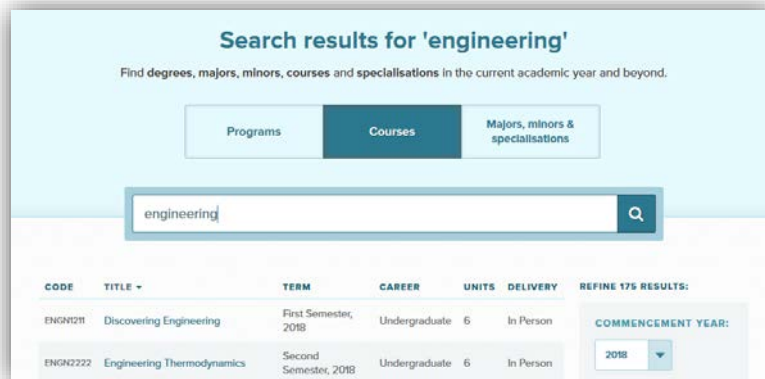 Search results for 'engineering'
Find degrees, majors, minors, courses and specialisations in the current academic year and beyond.
Programs
Courses
Majors, minors &
specialisations
engineering
CODE TITLE TERM CAREER UNITS DELIVERY REFINE 175 RESULTS:
ENGN1211 Discovering Engineering First Semester, 2018 Undergraduate 6 In Person
COMMENCEMENT YEAR:
2018
ENGN2222 Engineering Thermodynamics Second Semester, 2018 Undergraduate 6 In Person